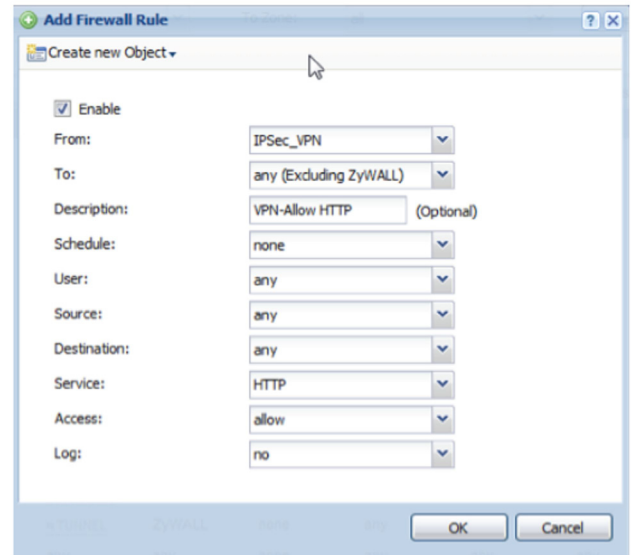 Add Firewall Rule
Create new Object
Enable
From: IPSec_VPN
To: any (Excluding ZyWALL)
Description: VPN-Allow HTTP (Optional)
Schedule: none
User: any
Source: any
Destination: any
Service: HTTP
Access: allow
Log: no
OK Cancel